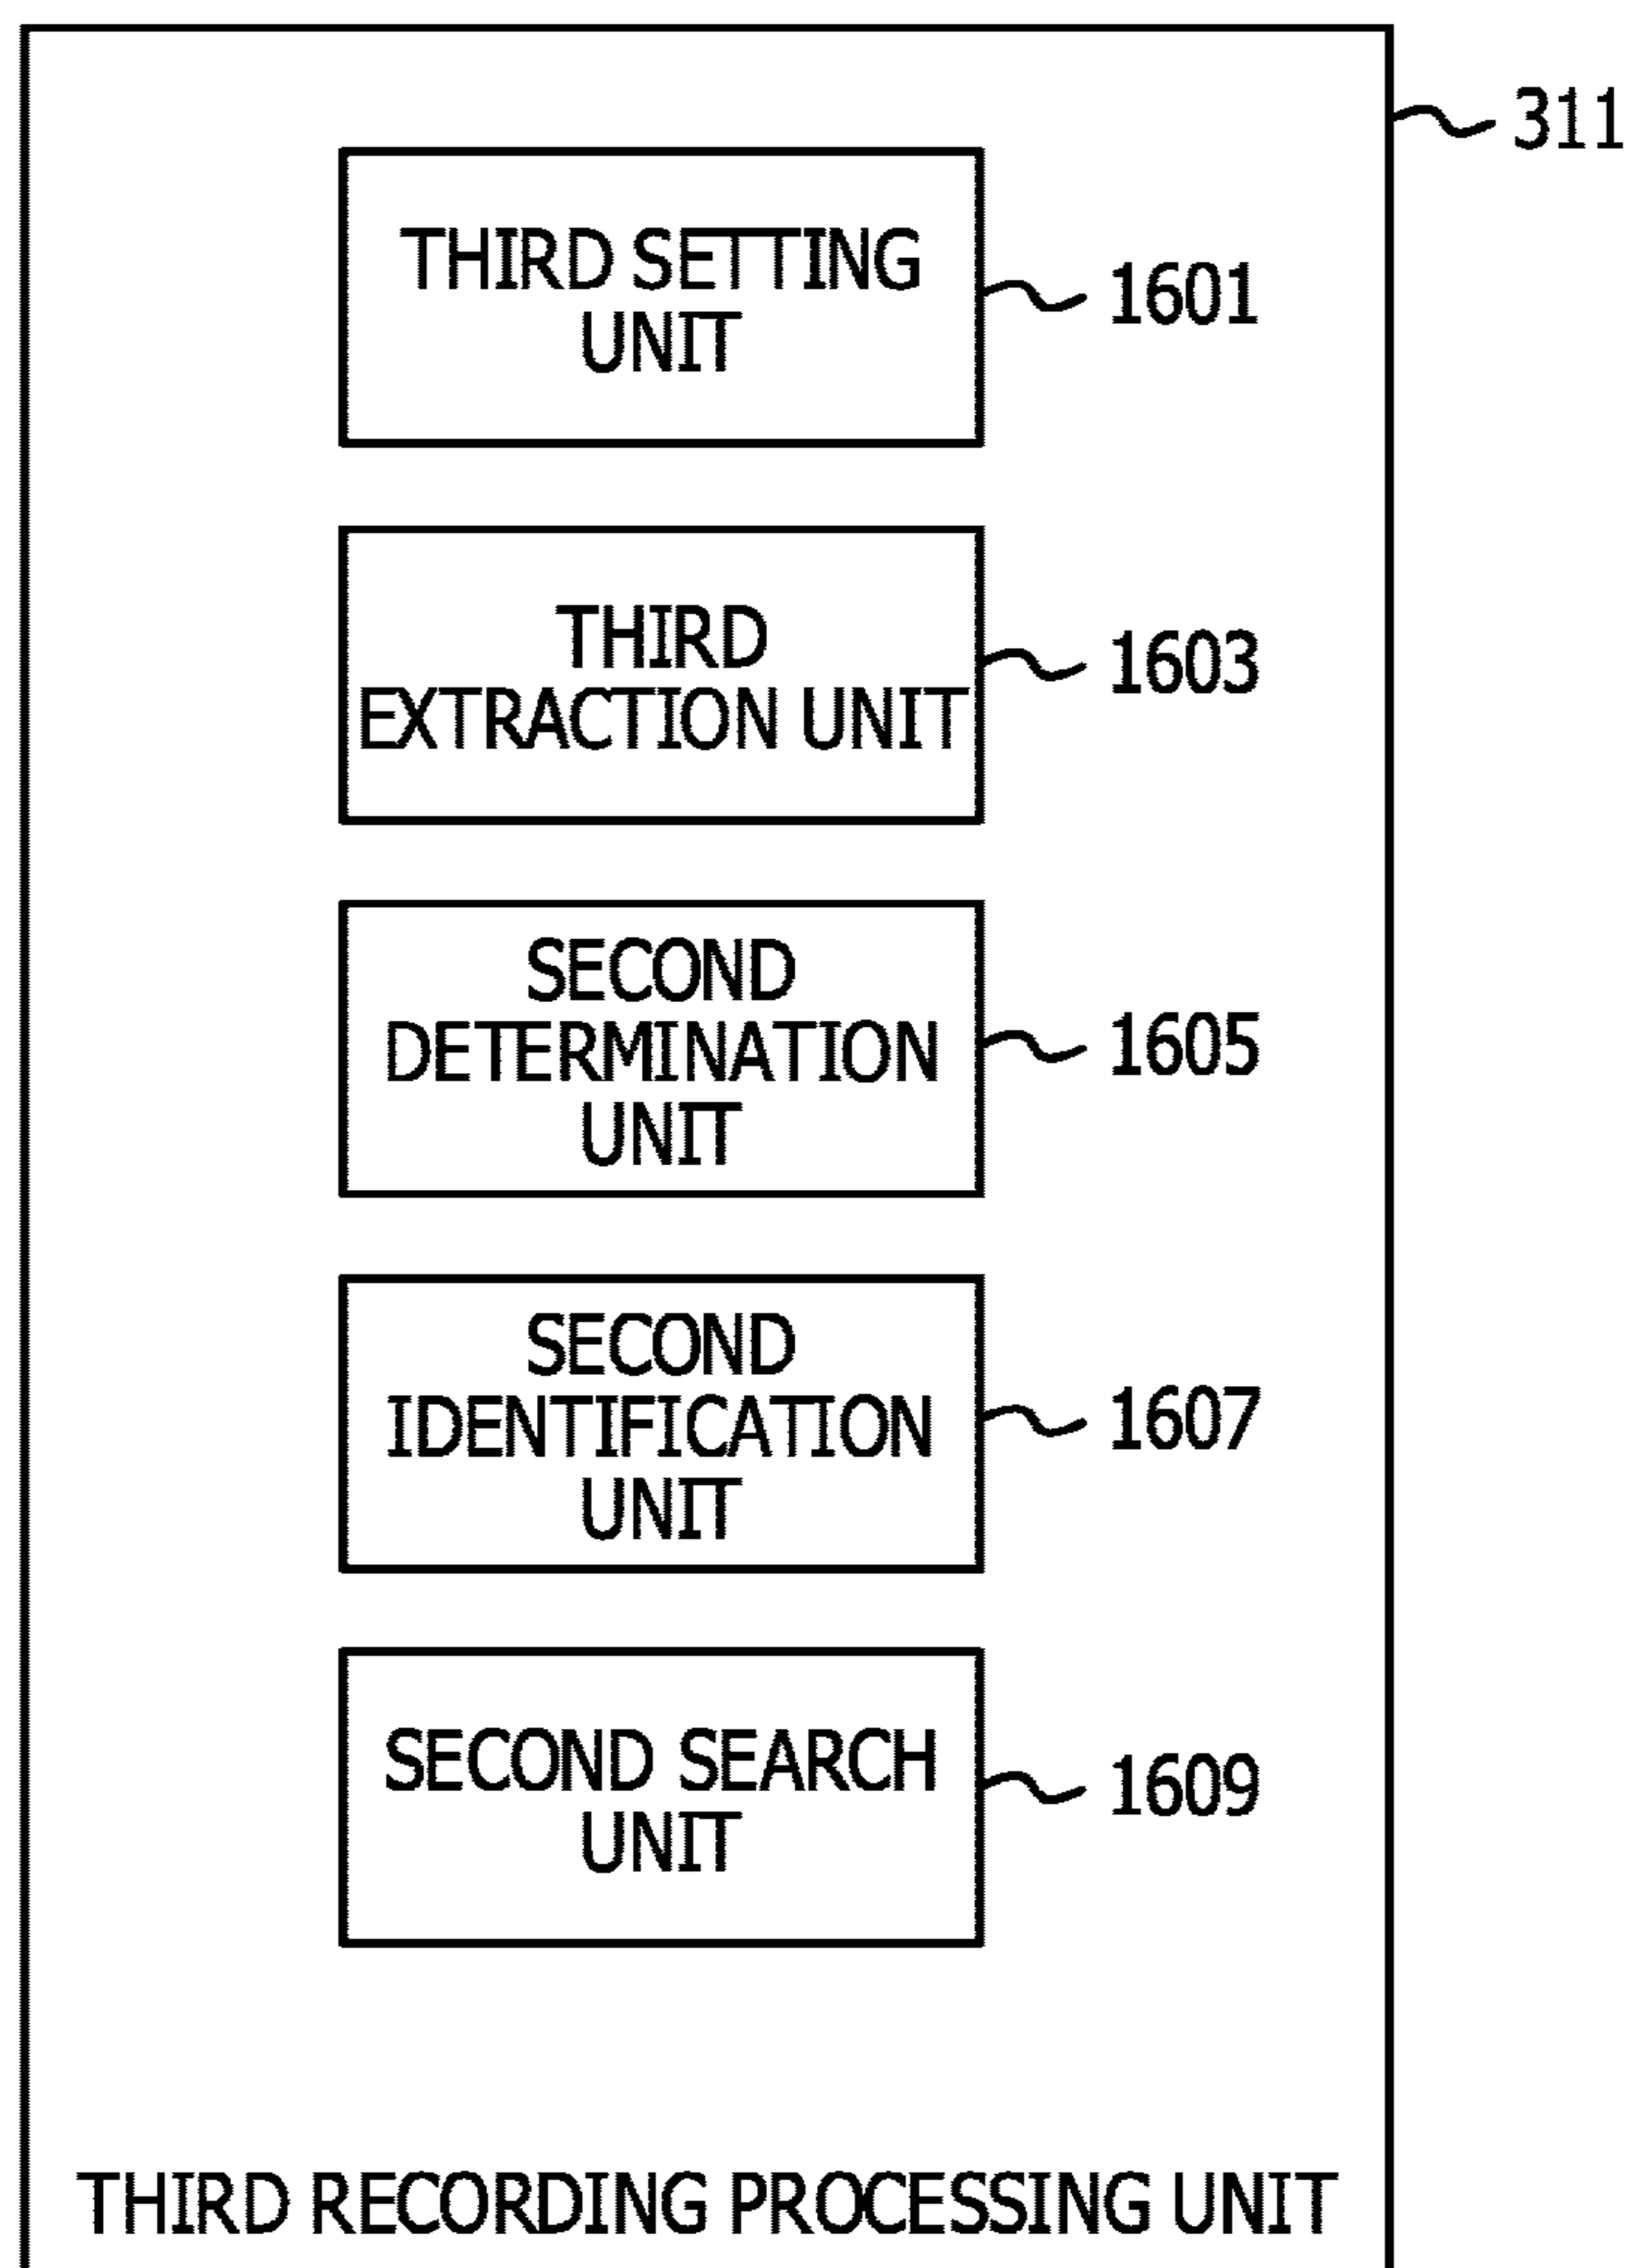 311
THIRD SETTING
UNIT
1601
THIRD
EXTRACTION UNIT
1603
SECOND
DETERMINATION
UNIT
1605
SECOND
IDENTIFICATION
UNIT
1607
SECOND SEARCH
UNIT
1609
THIRD RECORDING PROCESSING UNIT